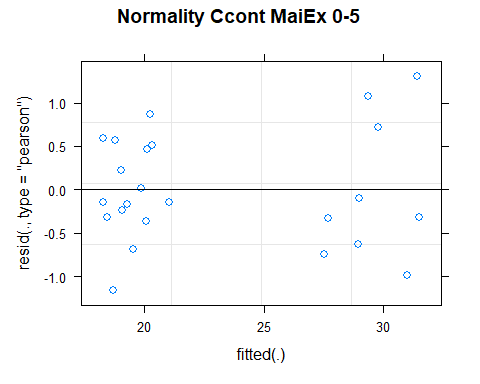 Normality Ccont MaiEx 0-5
resid(., type = "pearson")
1.0
0.5
0.0
-0.5
-1.0
20
25
30
fitted(.)